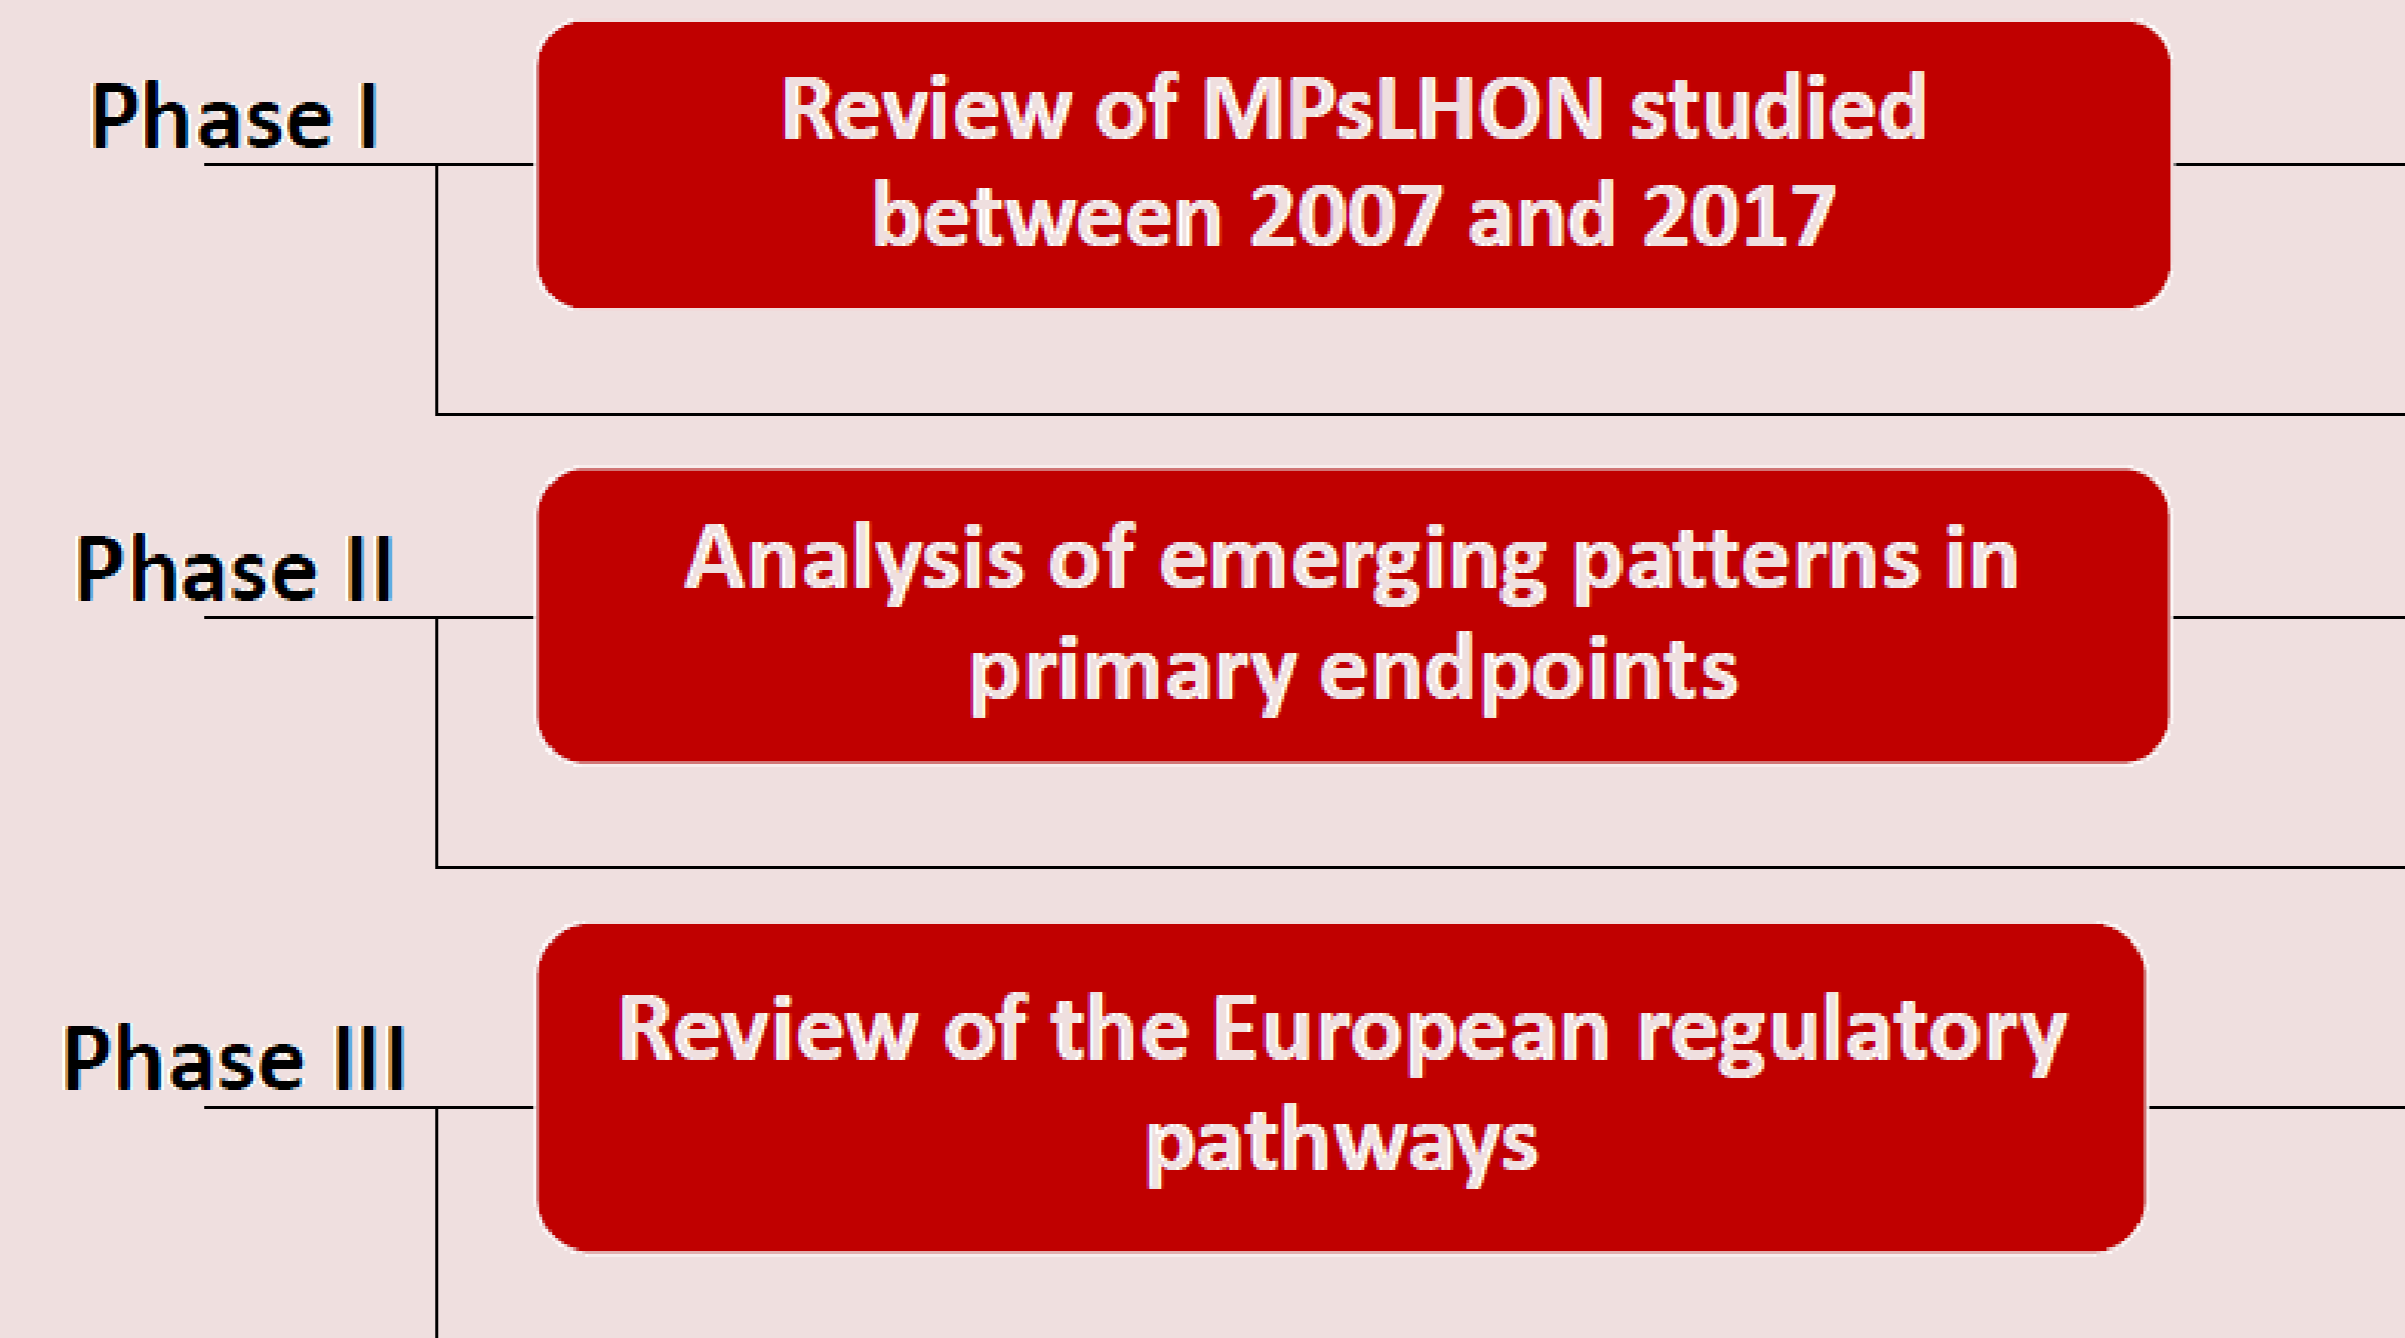 Phase I
Review of MPsLHON studied
between 2007 and 2017
Phase II
Analysis of emerging patterns in
primary endpoints
Phase III
Review of the European regulatory
pathways